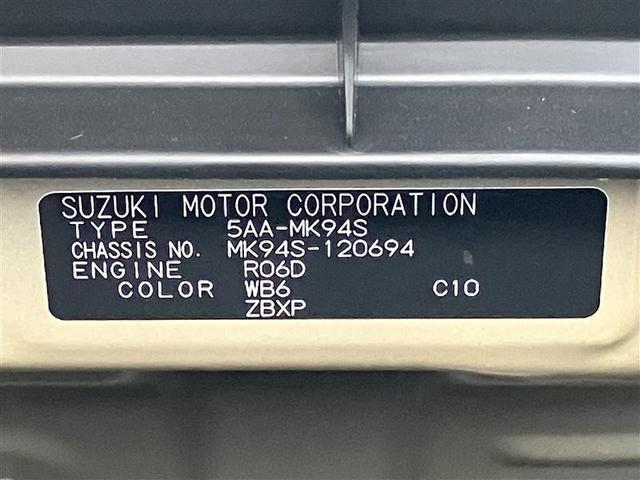 SUZUKI MOTOR CORPORATION
TYPE 5AA-MK94S
CHASSIS NO. MK94S-120694
ENGINE R06D
COLOR WB6 C10
ZBXP